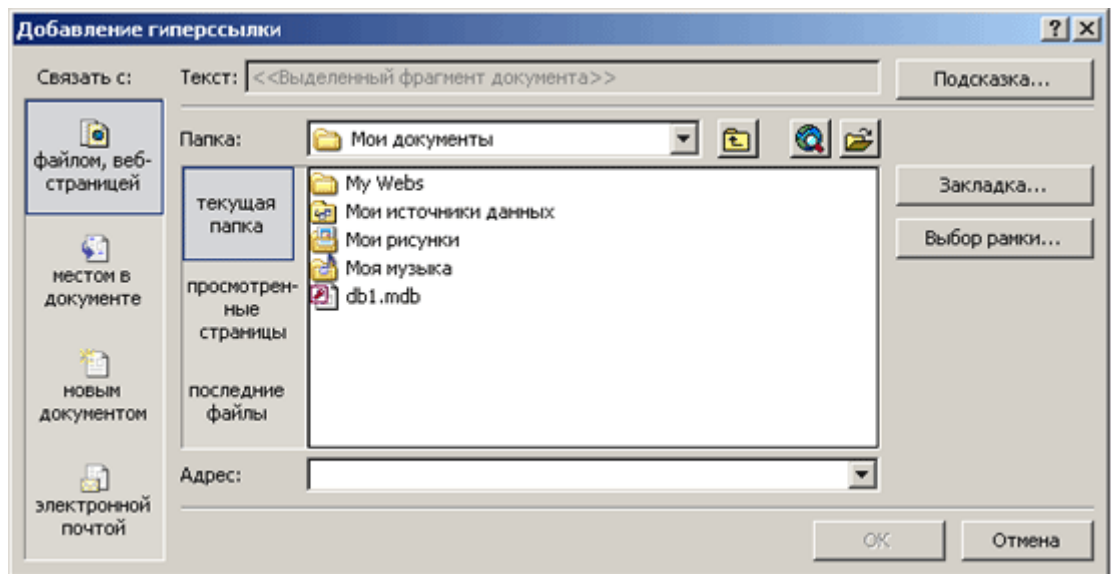 Добавление гиперссылки
Связать с:
Текст: <<Выделенный фрагмент документа>>
Подсказка...
файлом, веб-
страницей
Папка:
Мои документы
текущая
папка
My Webs
Мои источники данных
Мои рисунки
Моя музыка
db1.mdb
Закладка...
Выбор рамки...
местом в
документе
просмотрен-
ные
страницы
новым
документом
последние
файлы
Адрес:
электронной
почтой
OK
Отмена